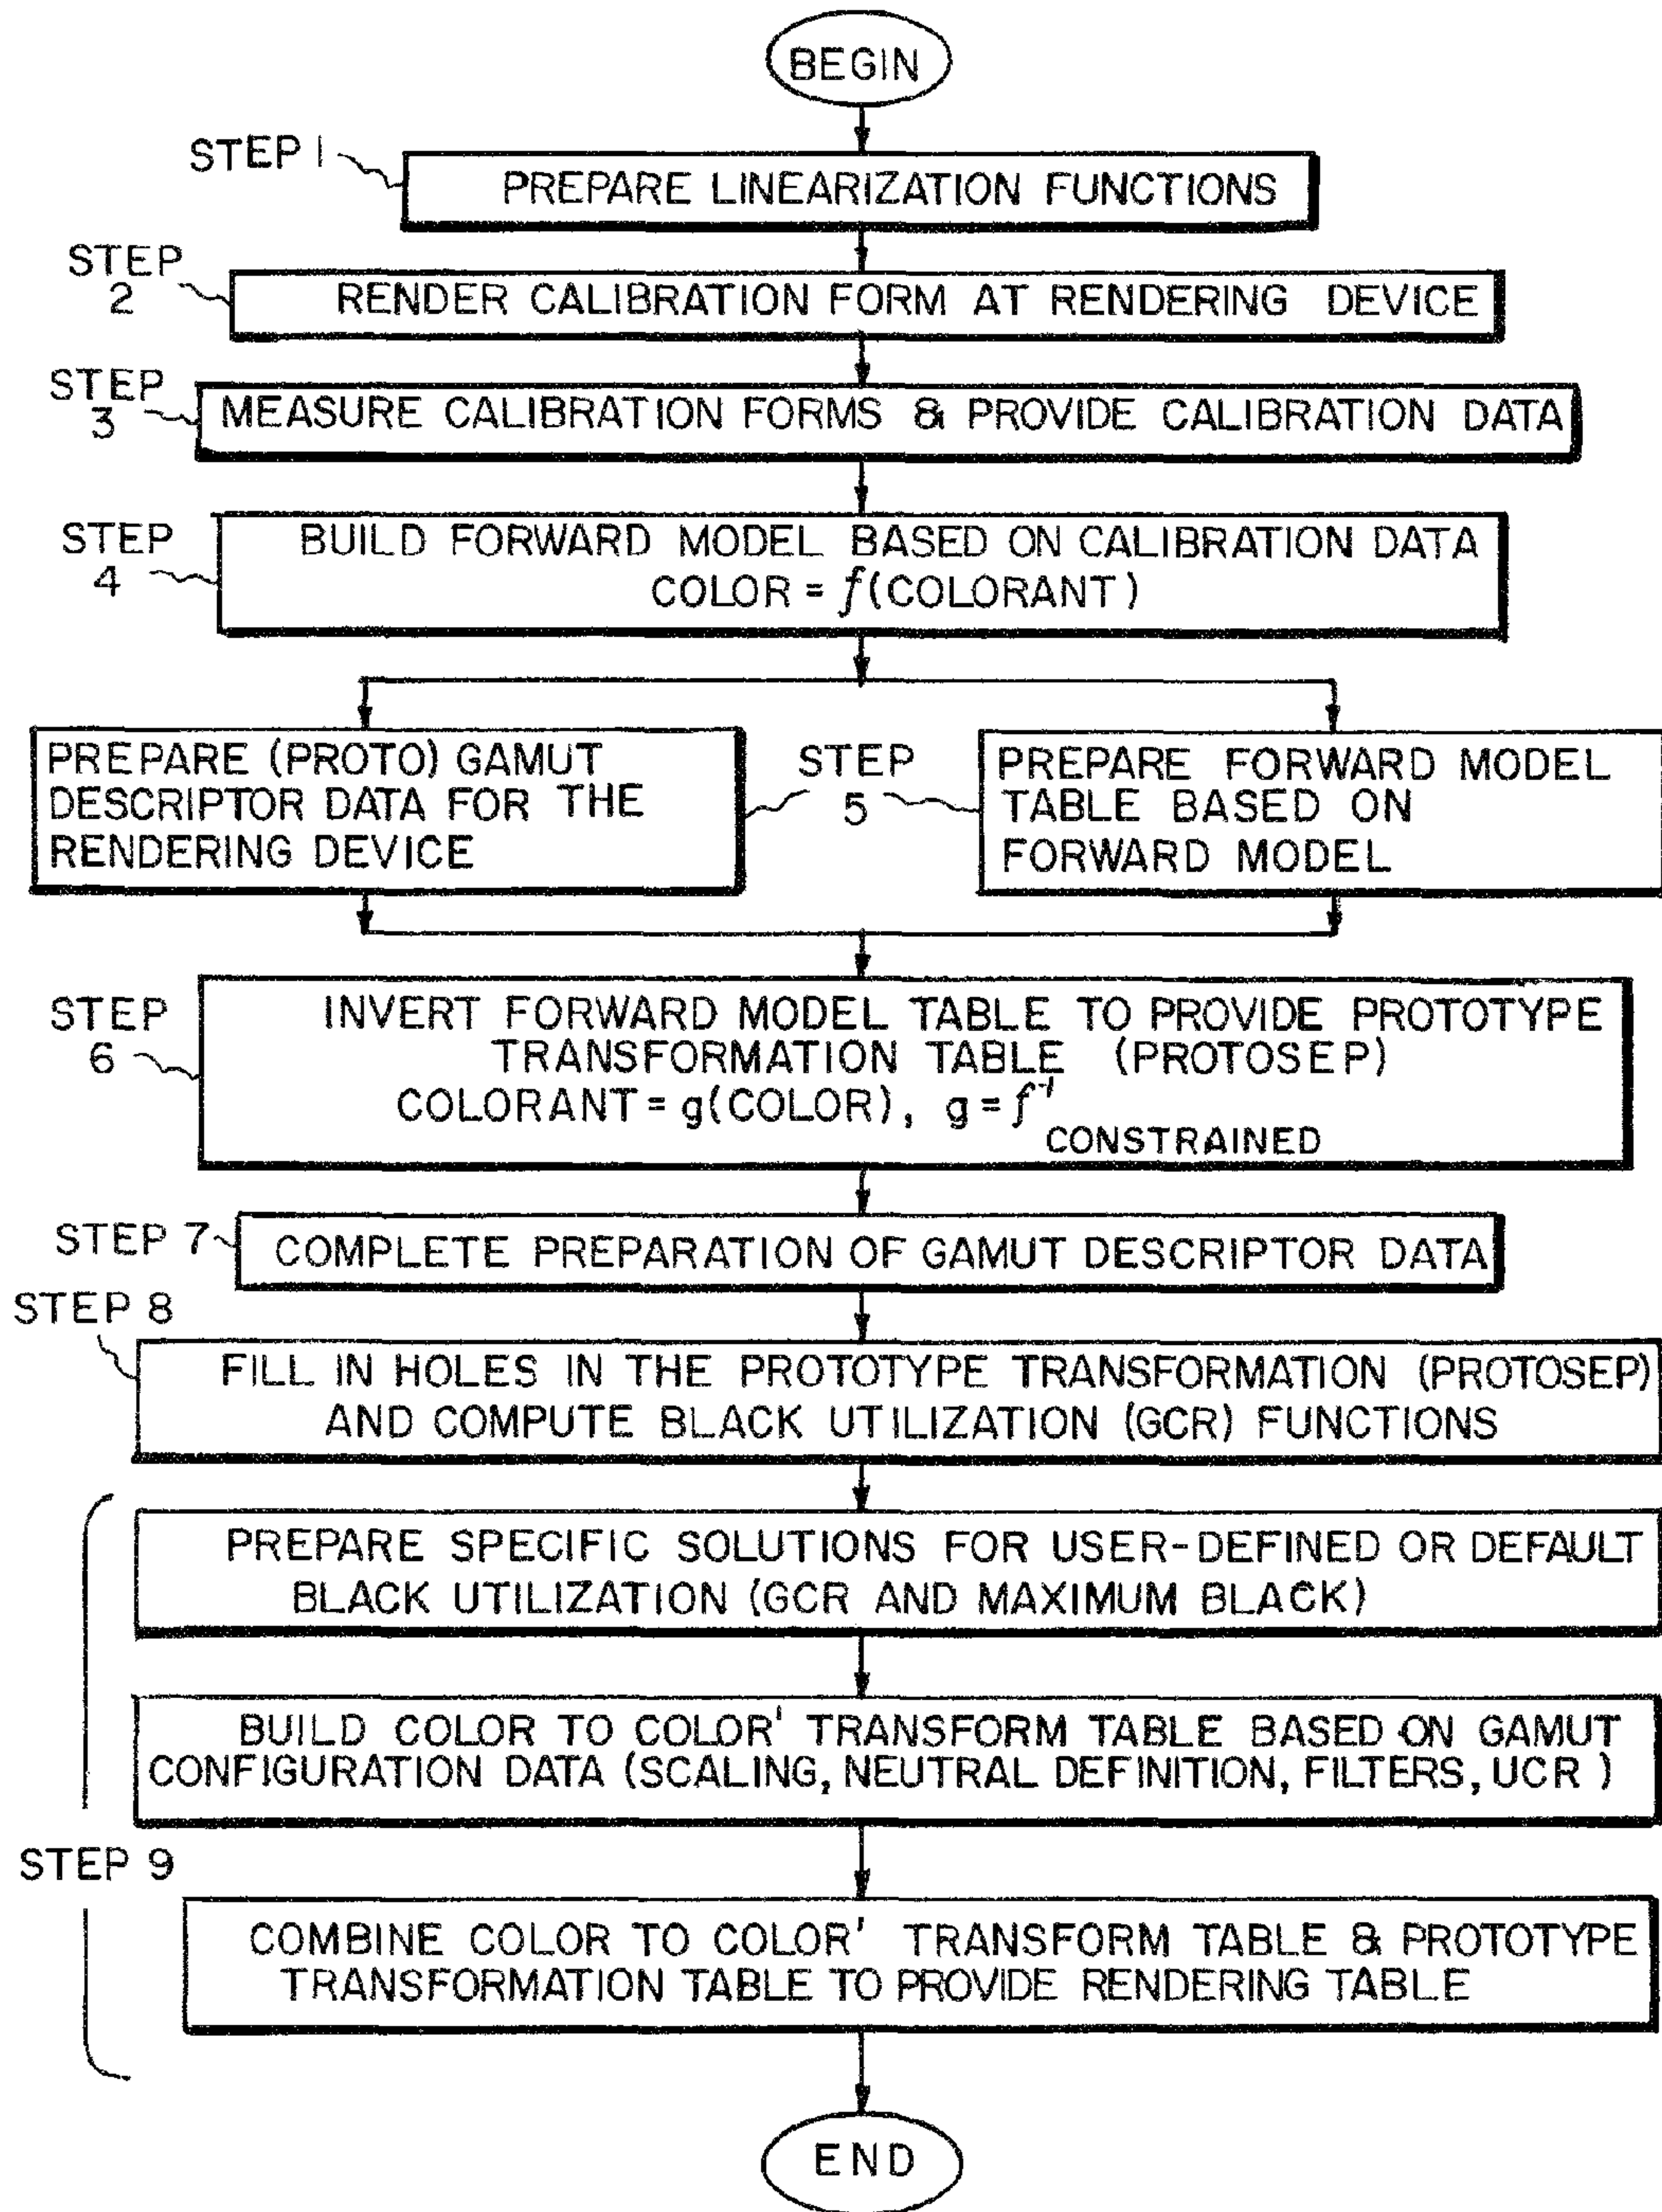 BEGIN
STEP 1
PREPARE LINEARIZATION FUNCTIONS
STEP
2
RENDER CALIBRATION FORM AT RENDERING DEVICE
STEP
3
MEASURE CALIBRATION FORMS & PROVIDE CALIBRATION DATA
STEP
4
BUILD FORWARD MODEL BASED ON CALIBRATION DATA
COLOR = f(COLORANT)
PREPARE (PROTO) GAMUT
DESCRIPTOR DATA FOR THE
RENDERING DEVICE
STEP
5
PREPARE FORWARD MODEL
TABLE BASED ON
FORWARD MODEL
STEP
6
INVERT FORWARD MODEL TABLE TO PROVIDE PROTOTYPE
TRANSFORMATION TABLE (PROTOSEP)
COLORANT = g(COLOR), g = f⁻¹
CONSTRAINED
STEP 7
COMPLETE PREPARATION OF GAMUT DESCRIPTOR DATA
STEP 8
FILL IN HOLES IN THE PROTOTYPE TRANSFORMATION (PROTOSEP)
AND COMPUTE BLACK UTILIZATION (GCR) FUNCTIONS
PREPARE SPECIFIC SOLUTIONS FOR USER-DEFINED OR DEFAULT
BLACK UTILIZATION (GCR AND MAXIMUM BLACK)
BUILD COLOR TO COLOR' TRANSFORM TABLE BASED ON GAMUT
CONFIGURATION DATA (SCALING, NEUTRAL DEFINITION, FILTERS, UCR )
STEP 9
COMBINE COLOR TO COLOR' TRANSFORM TABLE & PROTOTYPE
TRANSFORMATION TABLE TO PROVIDE RENDERING TABLE
END